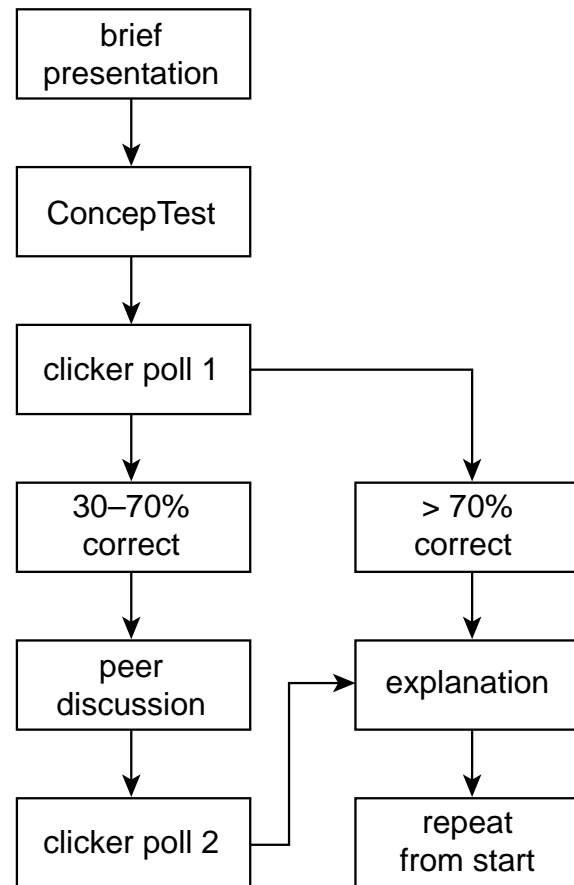 brief
presentation
ConcepTest
clicker poll 1
30–70%
correct
> 70%
correct
peer
discussion
explanation
clicker poll 2
repeat
from start